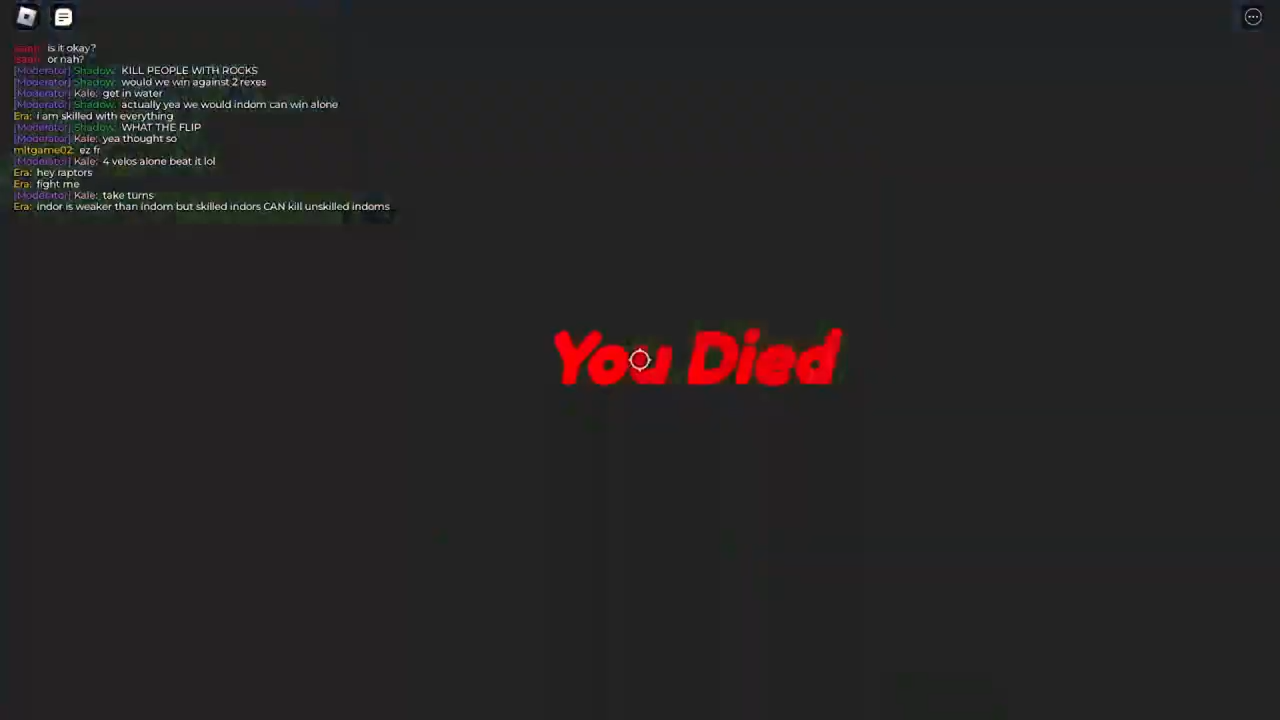 is it okay?
or nah?
[Moderator] Shadow: KILL PEOPLE WITH ROCKS
[Moderator] Shadow: would we win against 2 rexes
[Moderator] Kale: get in water
[Moderator] Shadow: actually yea we would indom can win alone
Era: i am skilled with everything
[Moderator] Shadow: WHAT THE FLIP
[Moderator] Kale: yea thought so
mltgame02: ez fr
[Moderator] Kale: 4 velos alone beat it lol
Era: hey raptors
Era: fight me
[Moderator] Kale: take turns
Era: indor is weaker than indom but skilled indors CAN kill unskilled indoms
You Died